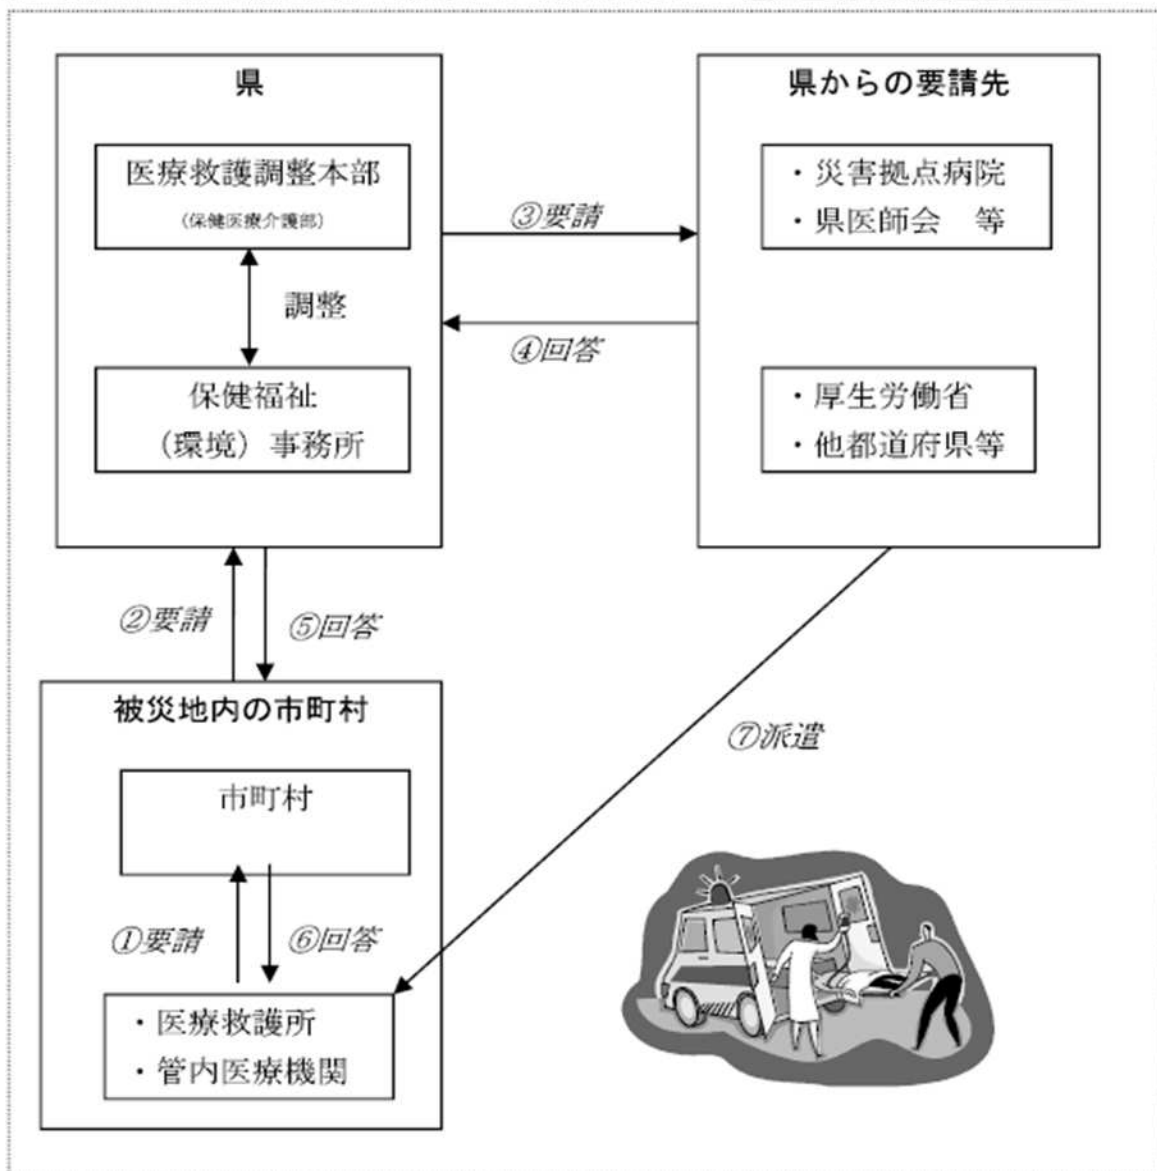 県
医療救護調整本部
(保健医療介護部)
調整
保健福祉
(環境)事務所
③要請
④回答
県からの要請先
・災害拠点病院
・県医師会 等
・厚生労働省
・他都道府県等
②要請
⑤回答
被災地内の市町村
市町村
①要請
⑥回答
・医療救護所
・管内医療機関
⑦派遣